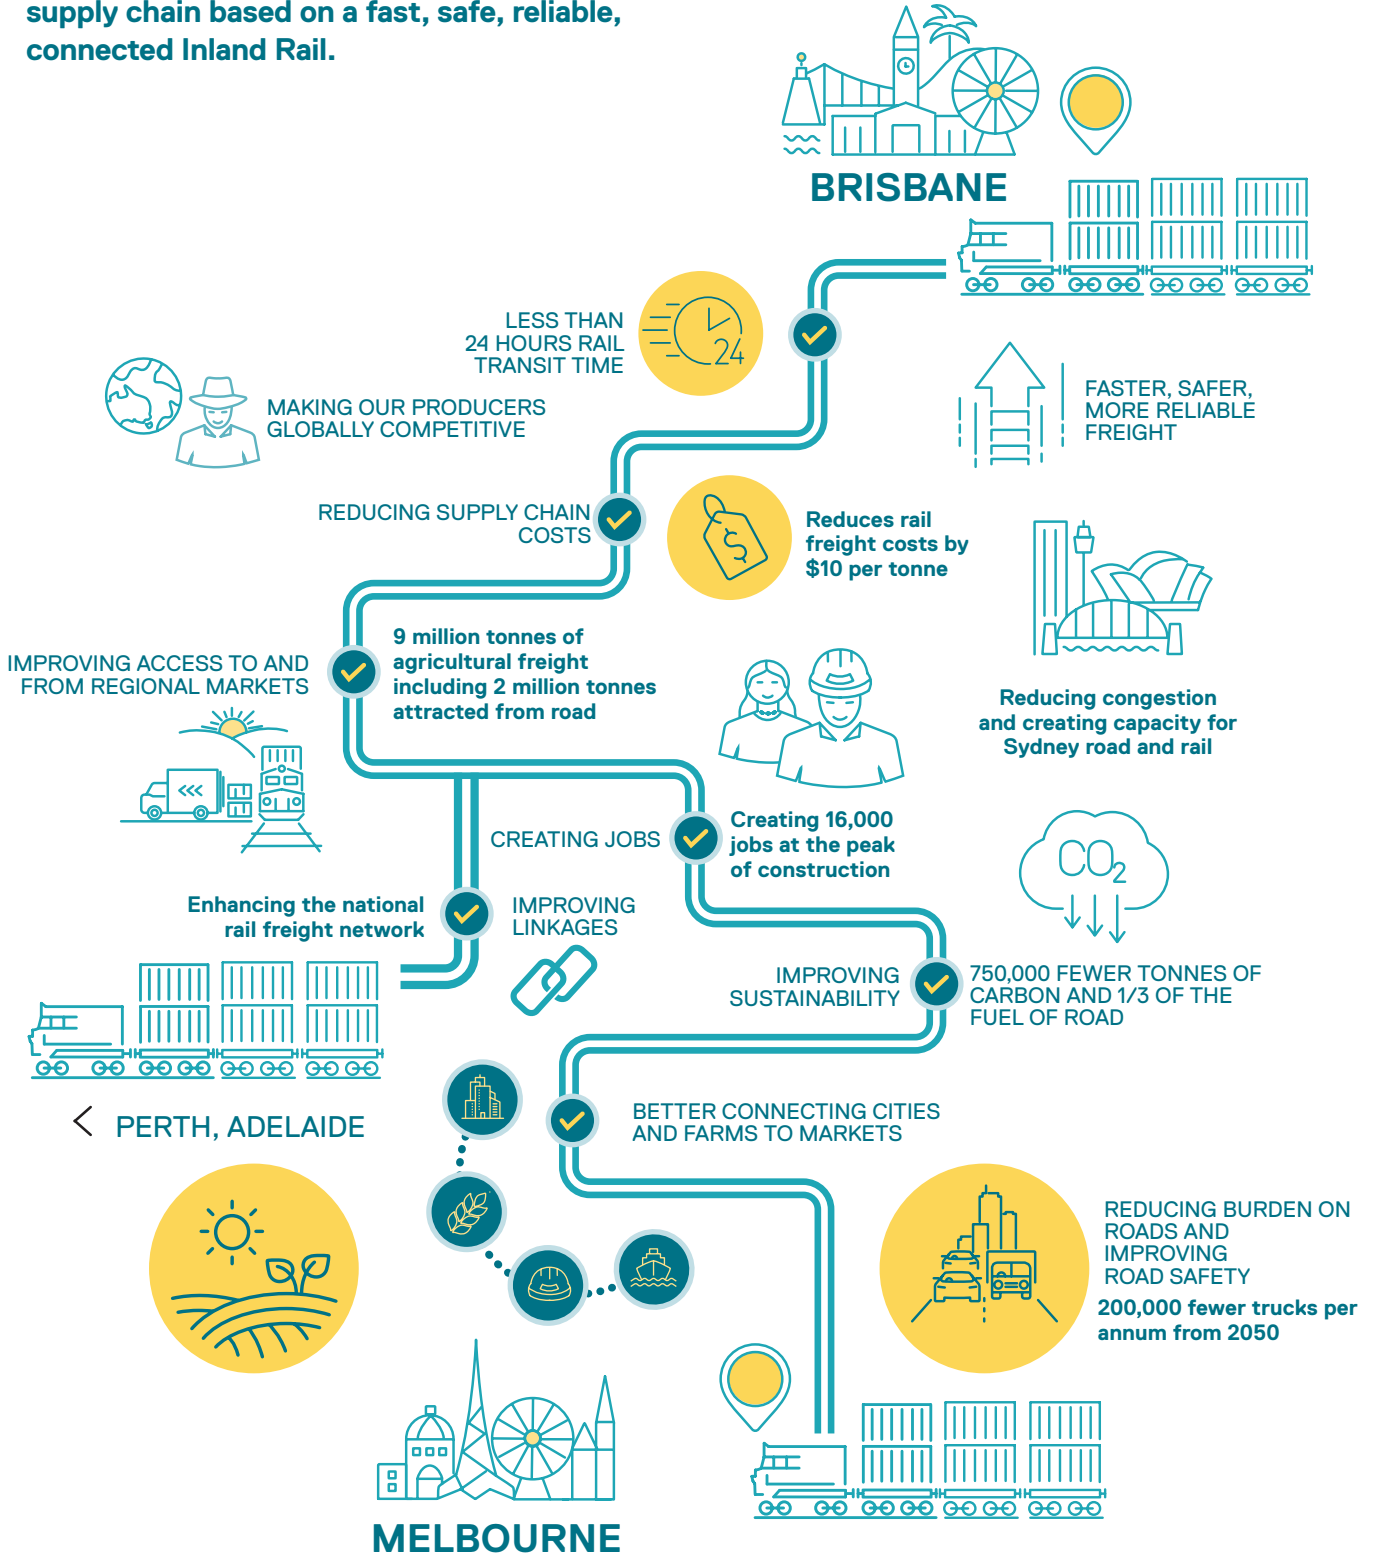 supply chain based on a fast, safe, reliable,
connected Inland Rail.
BRISBANE
LESS THAN
24 HOURS RAIL
TRANSIT TIME
24
FASTER, SAFER,
MORE RELIABLE
FREIGHT
MAKING OUR PRODUCERS
GLOBALLY COMPETITIVE
REDUCING SUPPLY CHAIN
COSTS
$
Reduces rail
freight costs by
$10 per tonne
9 million tonnes of
agricultural freight
including 2 million tonnes
attracted from road
IMPROVING ACCESS TO AND
FROM REGIONAL MARKETS
Reducing congestion
and creating capacity for
Sydney road and rail
CREATING JOBS
Creating 16,000
jobs at the peak
of construction
CO2
Enhancing the national
rail freight network
IMPROVING
LINKAGES
IMPROVING
SUSTAINABILITY
750,000 FEWER TONNES OF
CARBON AND 1/3 OF THE
FUEL OF ROAD
< PERTH, ADELAIDE
BETTER CONNECTING CITIES
AND FARMS TO MARKETS
REDUCING BURDEN ON
ROADS AND
IMPROVING
ROAD SAFETY
200,000 fewer trucks per
annum from 2050
MELBOURNE